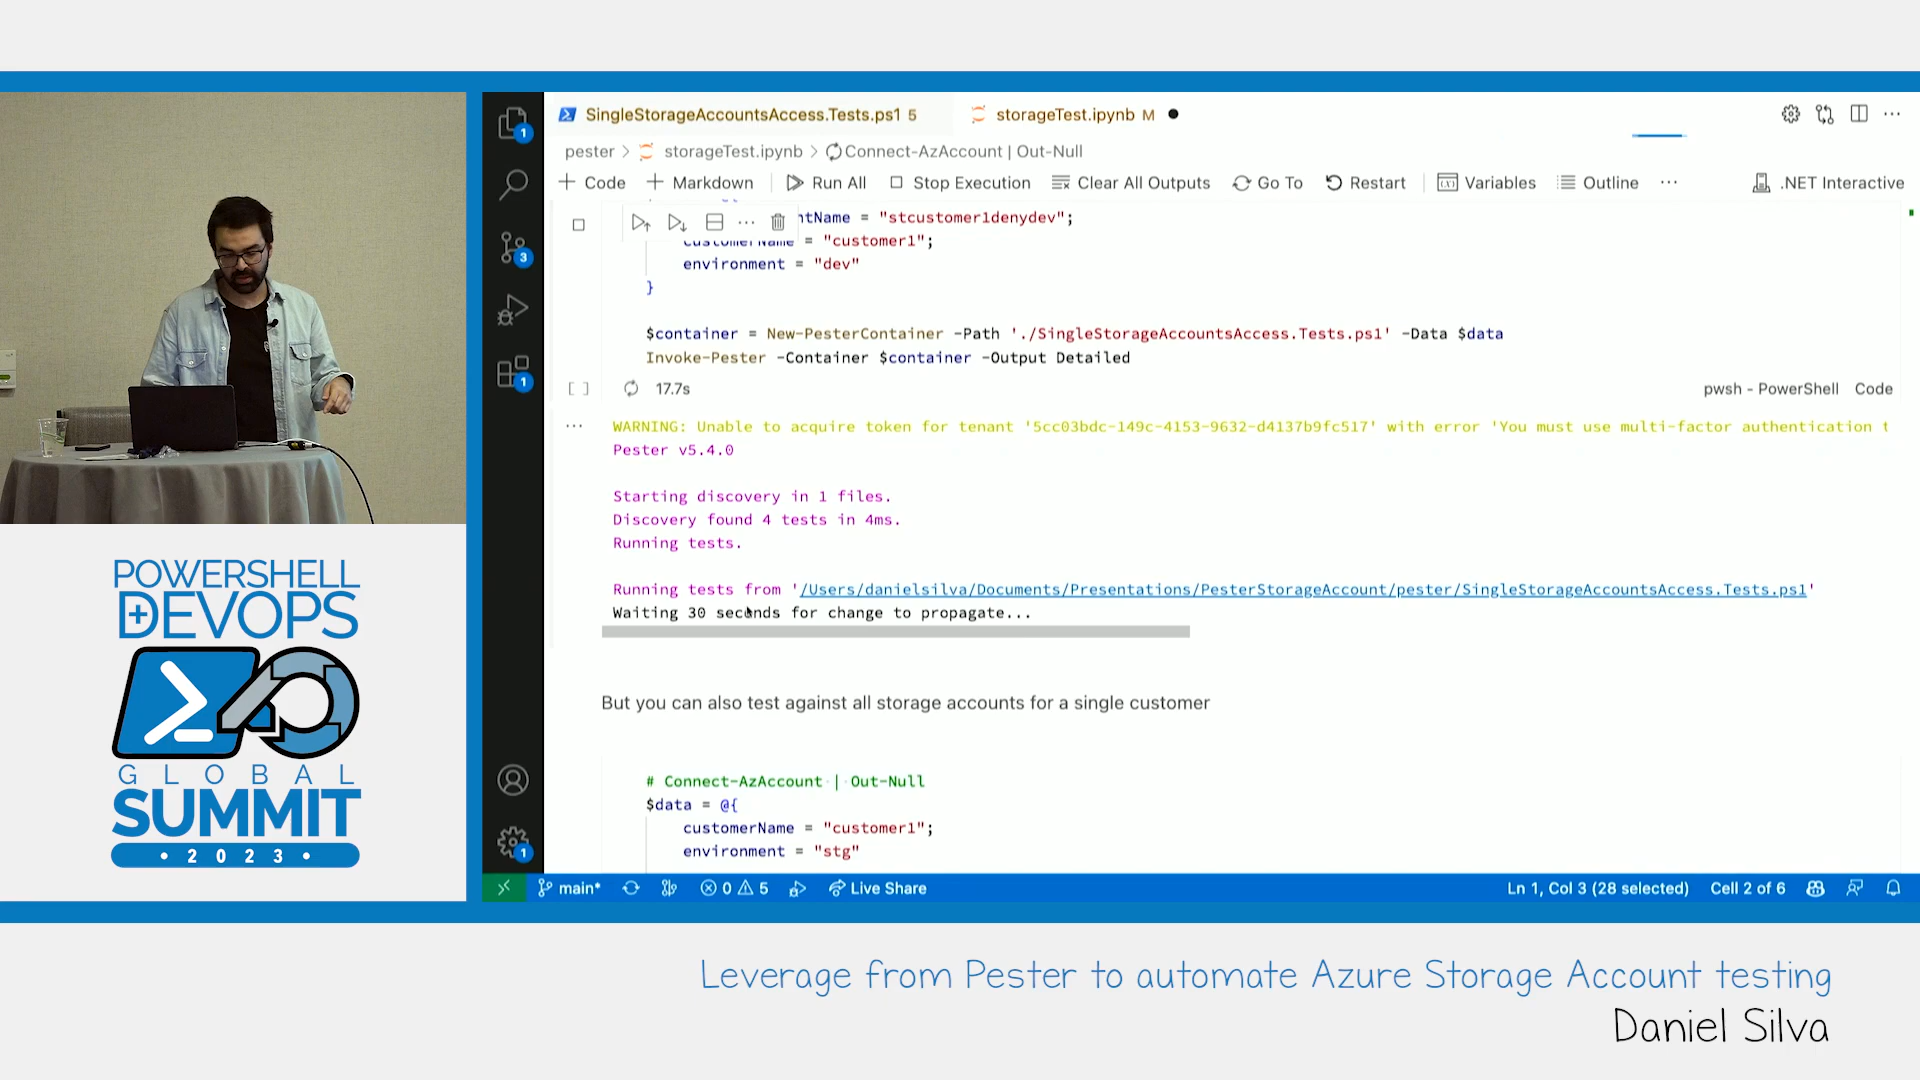 SingleStorageAccountsAccess.Tests.ps1 5
storageTest.ipynb M
pester > storageTest.ipynb > Connect-AzAccount | Out-Null
+ Code + Markdown Run All Stop Execution Clear All Outputs Go To Restart Variables Outline ... .NET Interactive
ntName = "stcustomer1denydev";
customerName = "customer1";
environment = "dev"
}
$container = New-PesterContainer -Path './SingleStorageAccountsAccess.Tests.ps1' -Data $data
Invoke-Pester -Container $container -Output Detailed
[ ] 17.7s pwsh - PowerShell Code
WARNING: Unable to acquire token for tenant '5cc03bdc-149c-4153-9632-d4137b9fc517' with error 'You must use multi-factor authentication t
Pester v5.4.0
Starting discovery in 1 files.
Discovery found 4 tests in 4ms.
Running tests.
Running tests from '/Users/danielsilva/Documents/Presentations/PesterStorageAccount/pester/SingleStorageAccountsAccess.Tests.ps1'
Waiting 30 seconds for change to propagate...
But you can also test against all storage accounts for a single customer
# Connect-AzAccount | Out-Null
$data = @{
customerName = "customer1";
environment = "stg"
1
3
1
1
main* 0 5 Live Share Ln 1, Col 3 (28 selected) Cell 2 of 6
POWERSHELL
+DEVOPS
GLOBAL
SUMMIT
• 2023 •
Leverage from Pester to automate Azure Storage Account testing
Daniel Silva